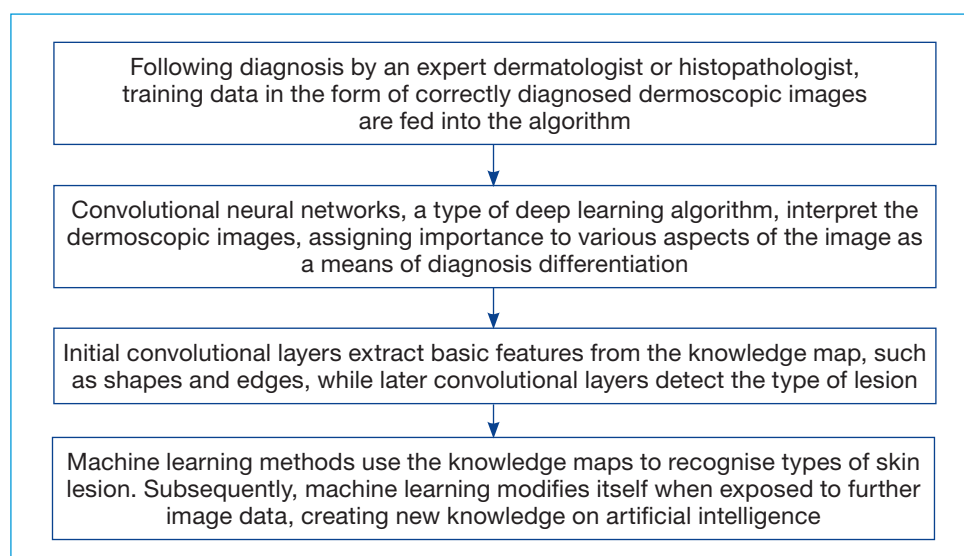 Following diagnosis by an expert dermatologist or histopathologist,
training data in the form of correctly diagnosed dermoscopic images
are fed into the algorithm
Convolutional neural networks, a type of deep learning algorithm, interpret the
dermoscopic images, assigning importance to various aspects of the image as
a means of diagnosis differentiation
Initial convolutional layers extract basic features from the knowledge map, such
as shapes and edges, while later convolutional layers detect the type of lesion
Machine learning methods use the knowledge maps to recognise types of skin
lesion. Subsequently, machine learning modifies itself when exposed to further
image data, creating new knowledge on artificial intelligence